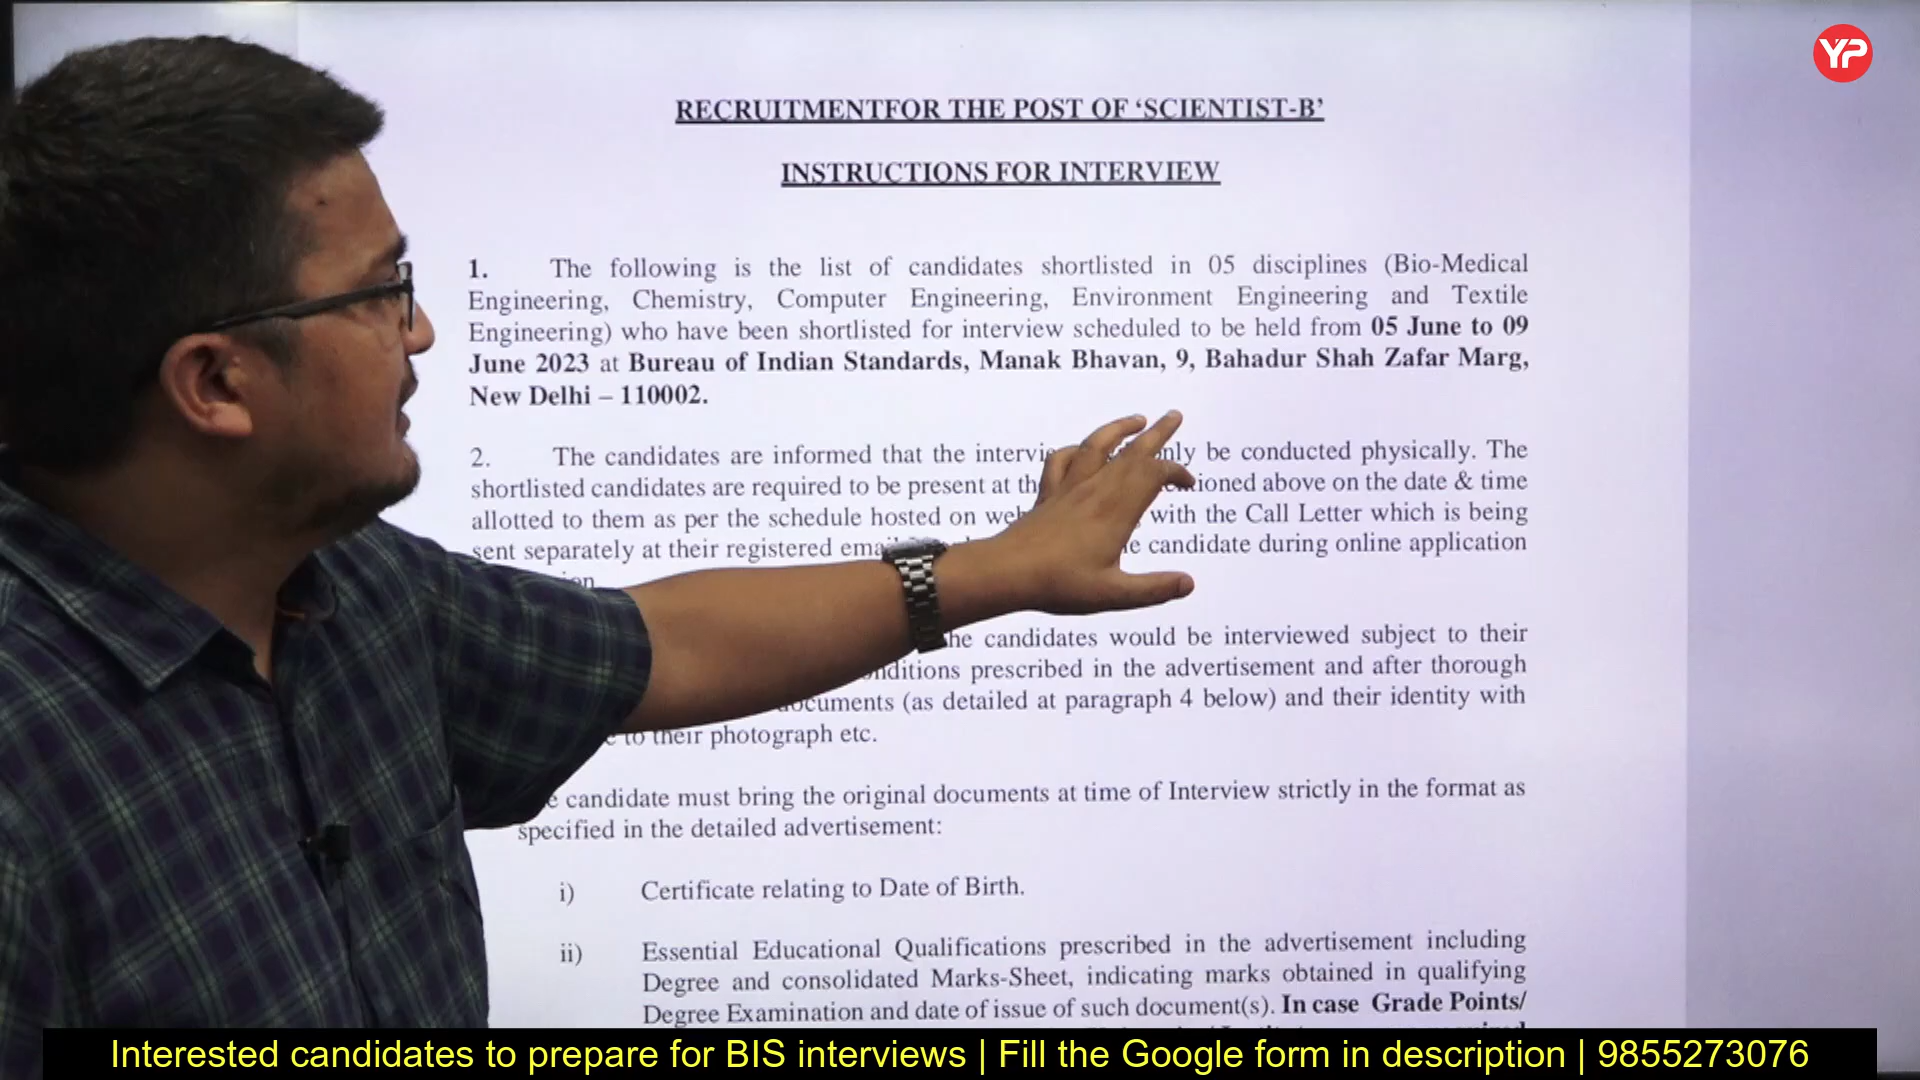 YP
RECRUITMENTFOR THE POST OF ‘SCIENTIST-B’
INSTRUCTIONS FOR INTERVIEW
1. The following is the list of candidates shortlisted in 05 disciplines (Bio-Medical
Engineering, Chemistry, Computer Engineering, Environment Engineering and Textile
Engineering) who have been shortlisted for interview scheduled to be held from 05 June to 09
June 2023 at Bureau of Indian Standards, Manak Bhavan, 9, Bahadur Shah Zafar Marg,
New Delhi – 110002.
2. The candidates are informed that the be conducted physically. The
shortlisted candidates are required to be present at above on the date & time
allotted to them as per the schedule hosted on with the Call Letter which is being
sent separately at their registered candidate during online application
candidates would be interviewed subject to their
prescribed in the advertisement and after thorough
(as detailed at paragraph 4 below) and their identity with
to their photograph etc.
candidate must bring the original documents at time of Interview strictly in the format as
specified in the detailed advertisement:
i) Certificate relating to Date of Birth.
ii) Essential Educational Qualifications prescribed in the advertisement including
Degree and consolidated Marks-Sheet, indicating marks obtained in qualifying
Degree Examination and date of issue of such document(s). In case Grade Points/
Interested candidates to prepare for BIS interviews | Fill the Google form in description | 9855273076